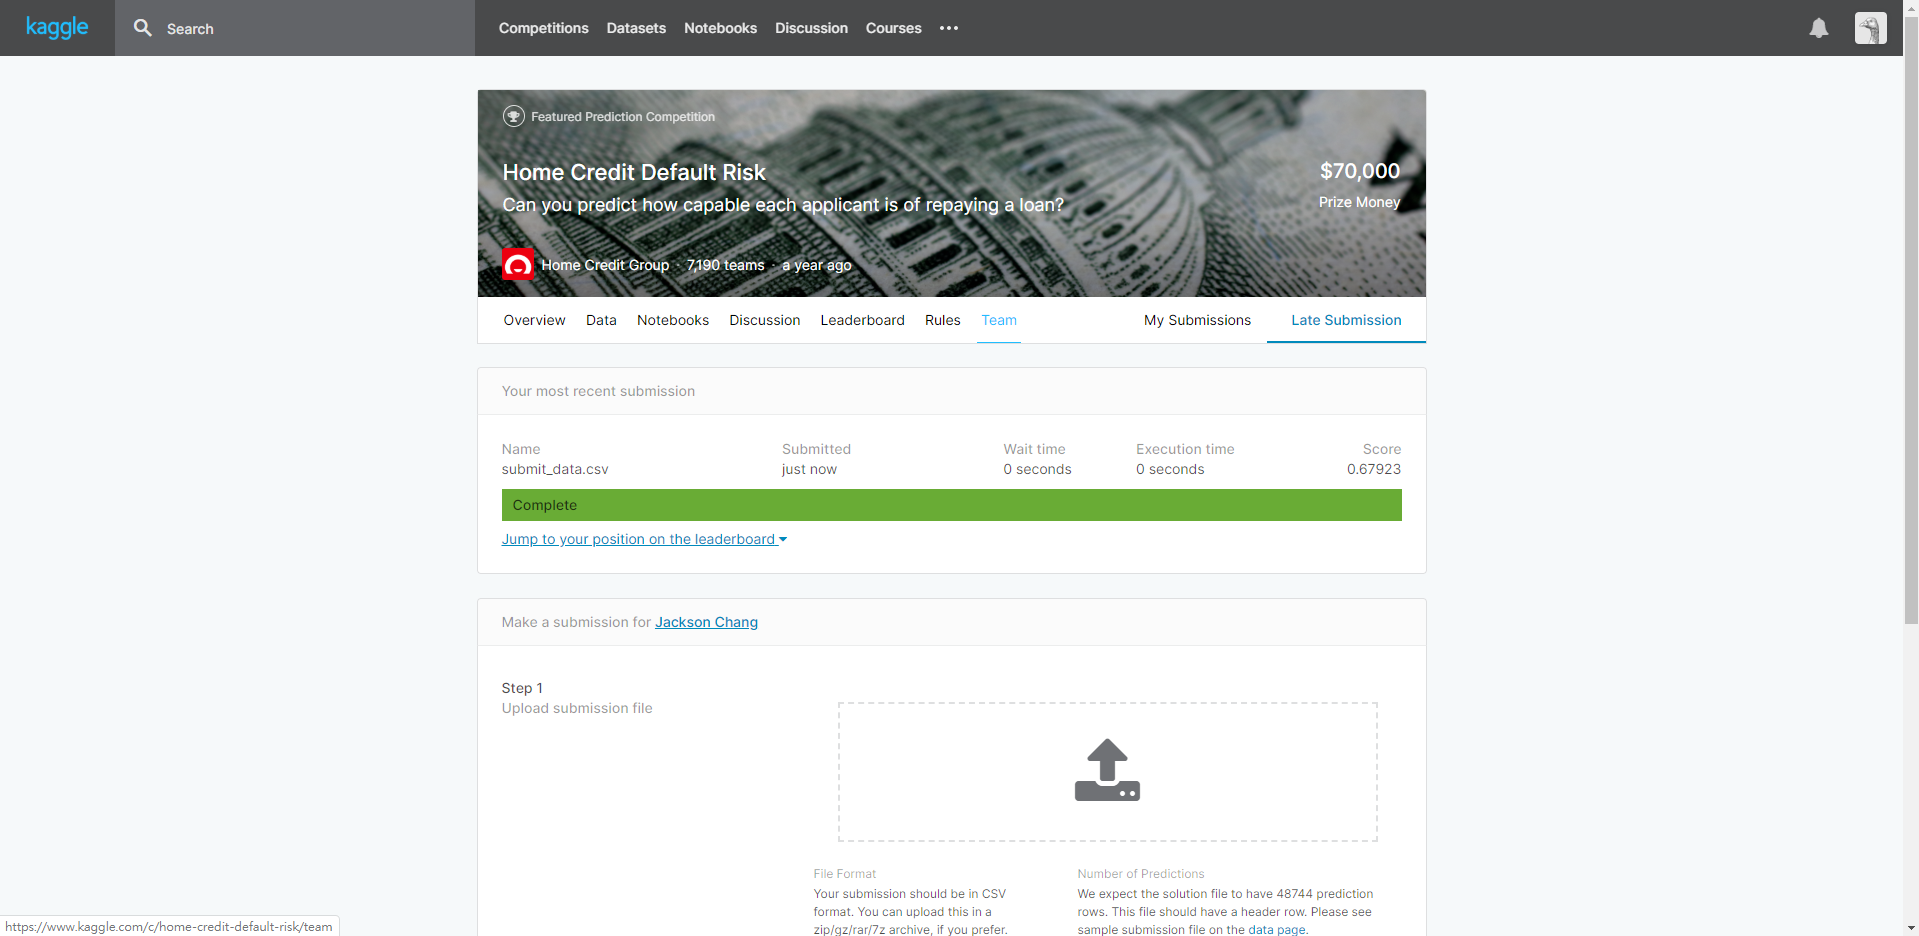 kaggle
Search
Competitions Datasets Notebooks Discussion Courses
Featured Prediction Competition
Home Credit Default Risk
$70,000
Can you predict how capable each applicant is of repaying a loan?
Prize Money
Home Credit Group · 7,190 teams · a year ago
Overview Data Notebooks Discussion Leaderboard Rules Team My Submissions Late Submission
Your most recent submission
Name Submitted Wait time Execution time Score
submit_data.csv just now 0 seconds 0 seconds 0.67923
Complete
Jump to your position on the leaderboard
Make a submission for Jackson Chang
Step 1
Upload submission file
File Format
Your submission should be in CSV
format. You can upload this in a
zip/gz/rar/7z archive, if you prefer.
Number of Predictions
We expect the solution file to have 48744 prediction
rows. This file should have a header row. Please see
sample submission file on the data page.
https://www.kaggle.com/c/home-credit-default-risk/team